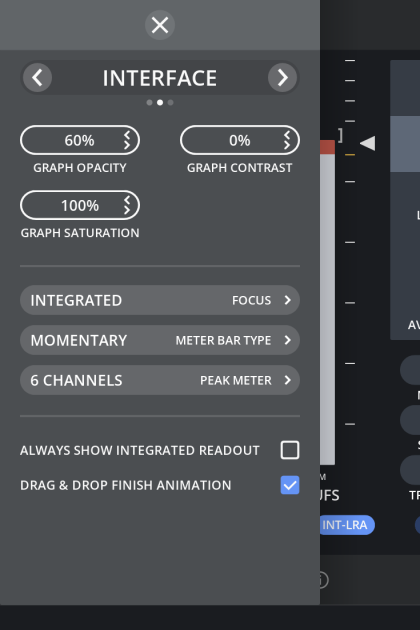 INTERFACE
60%
0%
GRAPH OPACITY
GRAPH CONTRAST
100%
GRAPH SATURATION
INTEGRATED
FOCUS
MOMENTARY
METER BAR TYPE
6 CHANNELS
PEAK METER
ALWAYS SHOW INTEGRATED READOUT
DRAG & DROP FINISH ANIMATION
M
UFS
INT-LRA